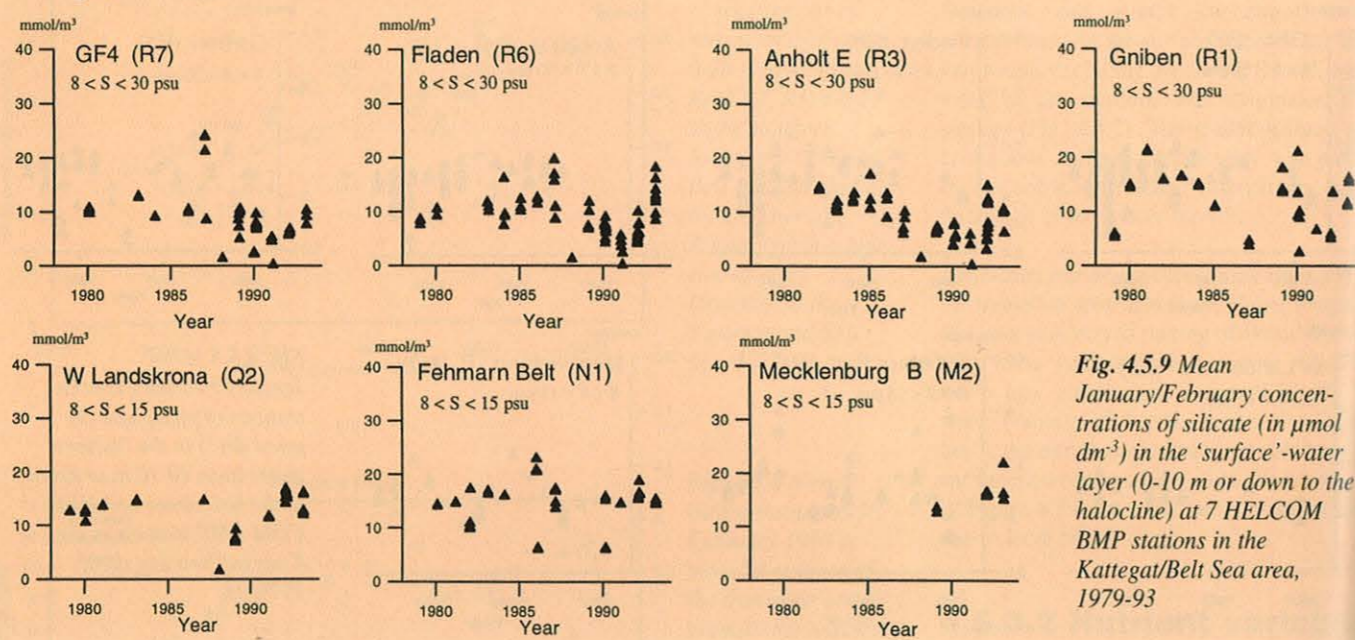 mmol/m³
GF4 (R7)
8 < S < 30 psu
40
30
20
10
0
1980 1985 1990
Year
mmol/m³
Fladen (R6)
8 < S < 30 psu
40
30
20
10
0
1980 1985 1990
Year
mmol/m³
Anholt E (R3)
8 < S < 30 psu
40
30
20
10
0
1980 1985 1990
Year
mmol/m³
Gniben (R1)
8 < S < 30 psu
40
30
20
10
0
1980 1985 1990
Year
mmol/m³
W Landskrona (Q2)
8 < S < 15 psu
40
30
20
10
0
1980 1985 1990
Year
mmol/m³
Fehmarn Belt (N1)
8 < S < 15 psu
40
30
20
10
0
1980 1985 1990
Year
mmol/m³
Mecklenburg B (M2)
8 < S < 15 psu
40
30
20
10
0
1980 1985 1990
Year
Fig. 4.5.9 Mean
January/February concen-
trations of silicate (in µmol
dm⁻³) in the 'surface'-water
layer (0-10 m or down to the
halocline) at 7 HELCOM
BMP stations in the
Kattegat/Belt Sea area,
1979-93